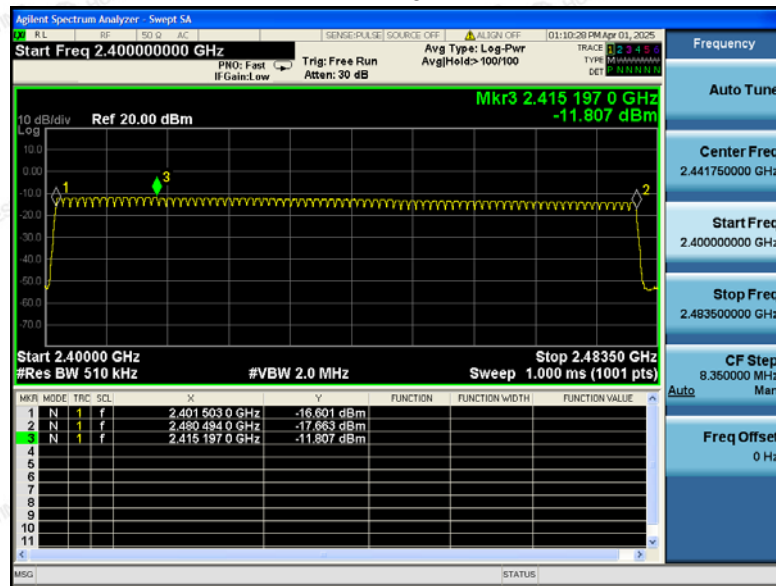 Agilent Spectrum Analyzer - Swept SA
RL RF 50 Ω AC SENSE:PULSE SOURCE OFF ALIGN OFF 01:10:28 PM Apr 01, 2025
Start Freq 2.400000000 GHz
PNO: Fast
IFGain:Low
Trig: Free Run
Atten: 30 dB
Avg Type: Log-Pwr
Avg|Hold:> 100/100
TRACE 1 2 3 4 5 6
TYPE M
DET P N N N N N
Mkr3 2.415 197 0 GHz
-11.807 dBm
10 dB/div Ref 20.00 dBm
Log
10.0
0.00
-10.0
-20.0
-30.0
-40.0
-50.0
-60.0
-70.0
1
3
2
Start 2.40000 GHz Stop 2.48350 GHz
#Res BW 510 kHz #VBW 2.0 MHz Sweep 1.000 ms (1001 pts)
MKR MODE TRC SCL X Y FUNCTION FUNCTION WIDTH FUNCTION VALUE
1 N 1 f 2.401 503 0 GHz -16.601 dBm
2 N 1 f 2.480 494 0 GHz -17.663 dBm
3 N 1 f 2.415 197 0 GHz -11.807 dBm
4
5
6
7
8
9
10
11
MSG STATUS
Frequency
Auto Tune
Center Freq
2.441750000 GHz
Start Freq
2.400000000 GHz
Stop Freq
2.483500000 GHz
CF Step
8.350000 MHz
Auto Man
Freq Offset
0 Hz